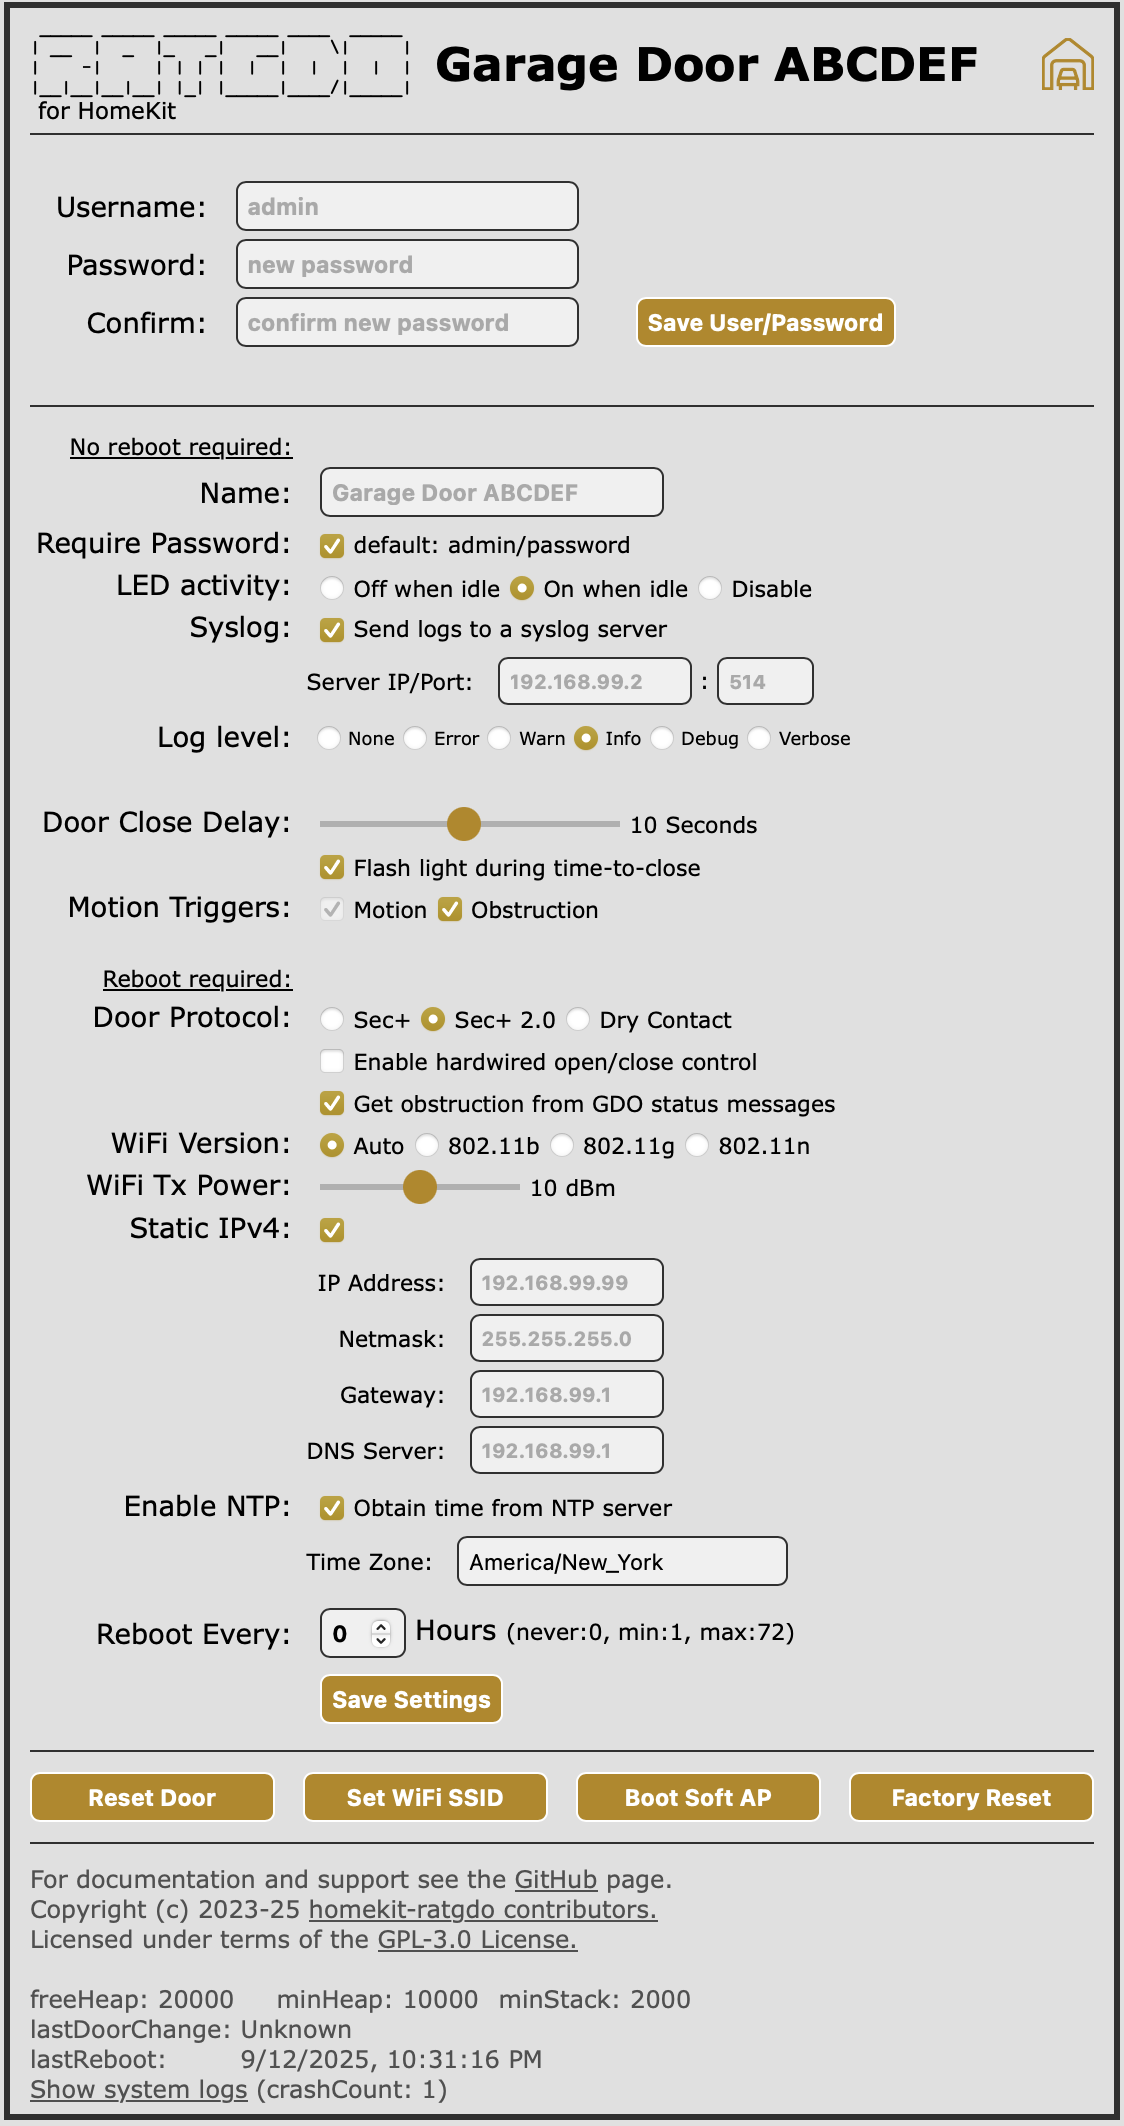 Garage Door ABCDEF
for HomeKit
Username: admin
Password: new password
Confirm: confirm new password Save User/Password
No reboot required:
Name: Garage Door ABCDEF
Require Password: default: admin/password
LED activity: Off when idle On when idle Disable
Syslog: Send logs to a syslog server
Server IP/Port: 192.168.99.2 : 514
Log level: None Error Warn Info Debug Verbose
Door Close Delay: 10 Seconds
Flash light during time-to-close
Motion Triggers: Motion Obstruction
Reboot required:
Door Protocol: Sec+ Sec+ 2.0 Dry Contact
Enable hardwired open/close control
Get obstruction from GDO status messages
WiFi Version: Auto 802.11b 802.11g 802.11n
WiFi Tx Power: 10 dBm
Static IPv4:
IP Address: 192.168.99.99
Netmask: 255.255.255.0
Gateway: 192.168.99.1
DNS Server: 192.168.99.1
Enable NTP: Obtain time from NTP server
Time Zone: America/New_York
Reboot Every: 0 Hours (never:0, min:1, max:72)
Save Settings
Reset Door Set WiFi SSID Boot Soft AP Factory Reset
For documentation and support see the GitHub page.
Copyright (c) 2023-25 homekit-ratgdo contributors.
Licensed under terms of the GPL-3.0 License.
freeHeap: 20000 minHeap: 10000 minStack: 2000
lastDoorChange: Unknown
lastReboot: 9/12/2025, 10:31:16 PM
Show system logs (crashCount: 1)